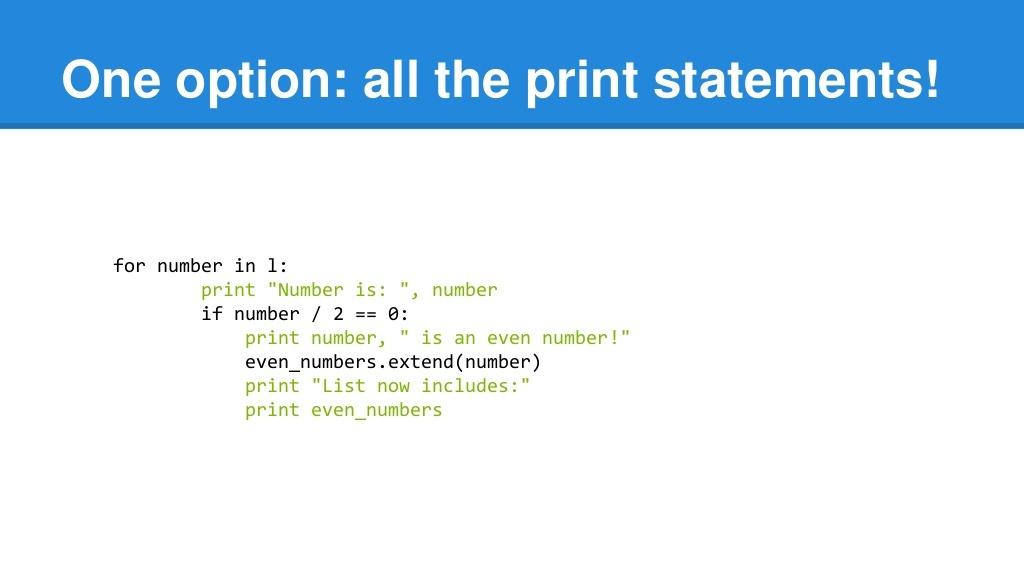 One option: all the print statements!
for number in l:
print "Number is: ", number
if number / 2 == 0:
print number, " is an even number!"
even_numbers.extend(number)
print "List now includes:"
print even_numbers